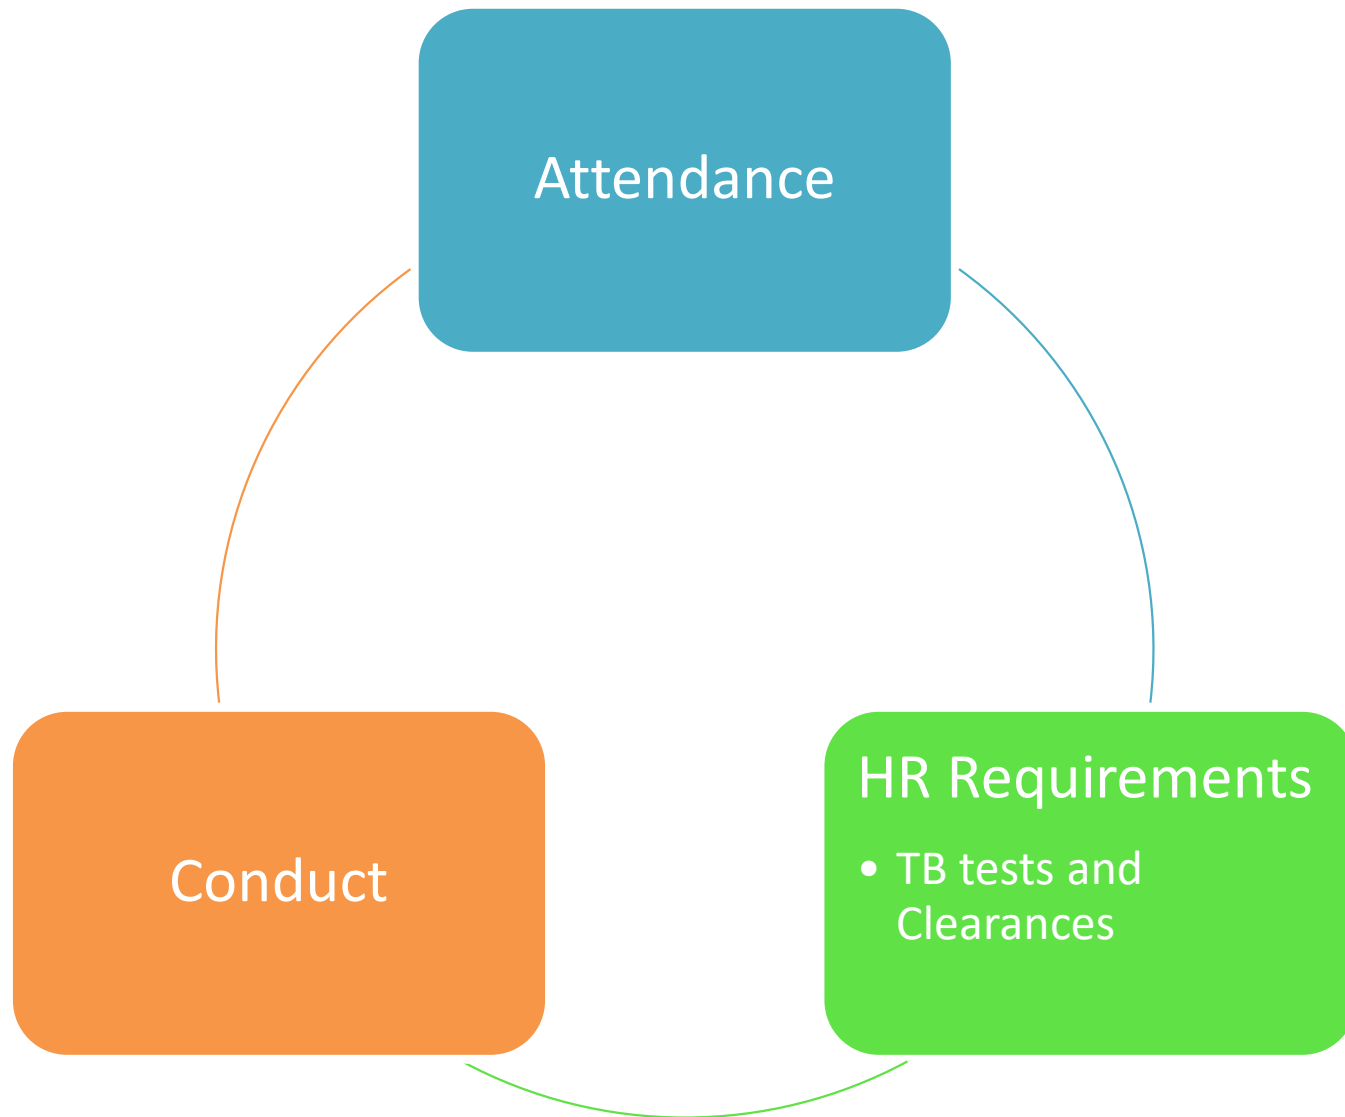 Attendance
HR Requirements
• TB tests and
Clearances
Conduct